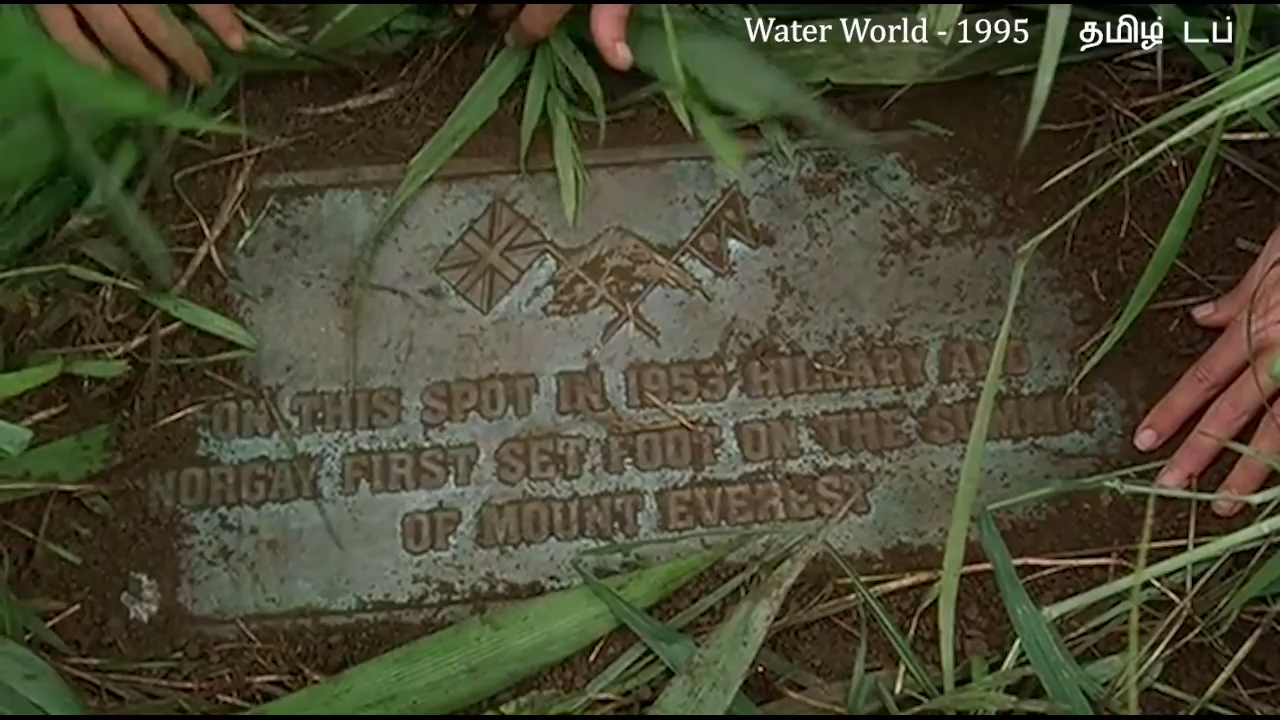 Water World - 1995 தமிழ் டப்
ON THIS SPOT IN 1953 HILLARY AND
NORGAY FIRST SET FOOT ON THE SUMMIT
OF MOUNT EVEREST